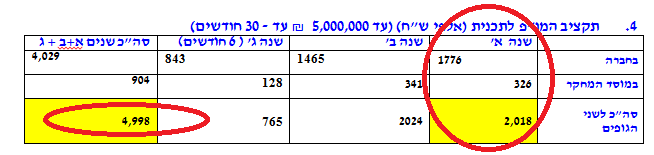 4. תקציב המו"פ לתכנית (אלפי ש"ח) (עד 5,000,000 ₪ עד - 30 חודשים)
שנה א' שנה ב' שנה ג' ( 6 חודשים) סה"כ שנים א+ב + ג
בחברה 1776 1465 843 4,029
במוסד המחקר 326 341 128 904
סה"כ לשני הגופים 2,018 2024 765 4,998